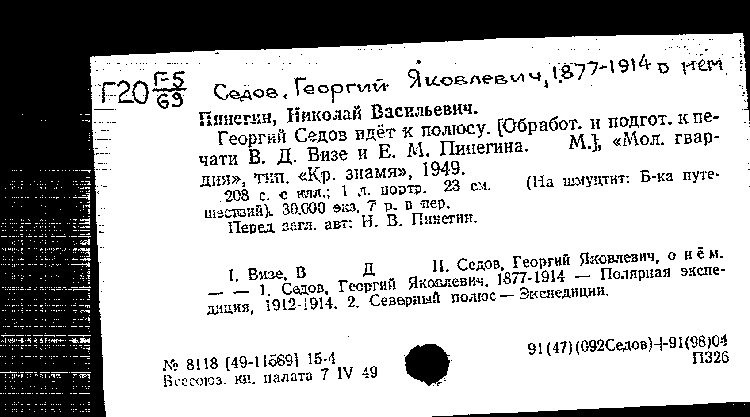 Г20 Г-5/69 Седов, Георгий Яковлевич, 1877-1914 о нём
Пинегин, Николай Васильевич.
Георгий Седов идёт к полюсу. [Обработ. и подгот. к пе-
чати В. Д. Визе и Е. М. Пинегина. М.], «Мол. гвар-
дия», тип. «Кр. знамя», 1949.
208 с. с илл.; 1 л. портр. 23 см. (На шмуцтит: Б-ка путе-
шествий). 30.000 экз. 7 р. в пер.
Перед загл. авт: Н. В. Пинегин.
I. Визе, В Д II. Седов, Георгий Яковлевич, о нём.
— — 1. Седов, Георгий Яковлевич, 1877-1914 — Полярная экспе-
диция, 1912-1914. 2. Северный полюс — Экспедиции.
№ 8118 [49-11569] 15-4
Всесоюз. кн. палата 7 IV 49
91(47)(092Седов)+91(98)04
П326